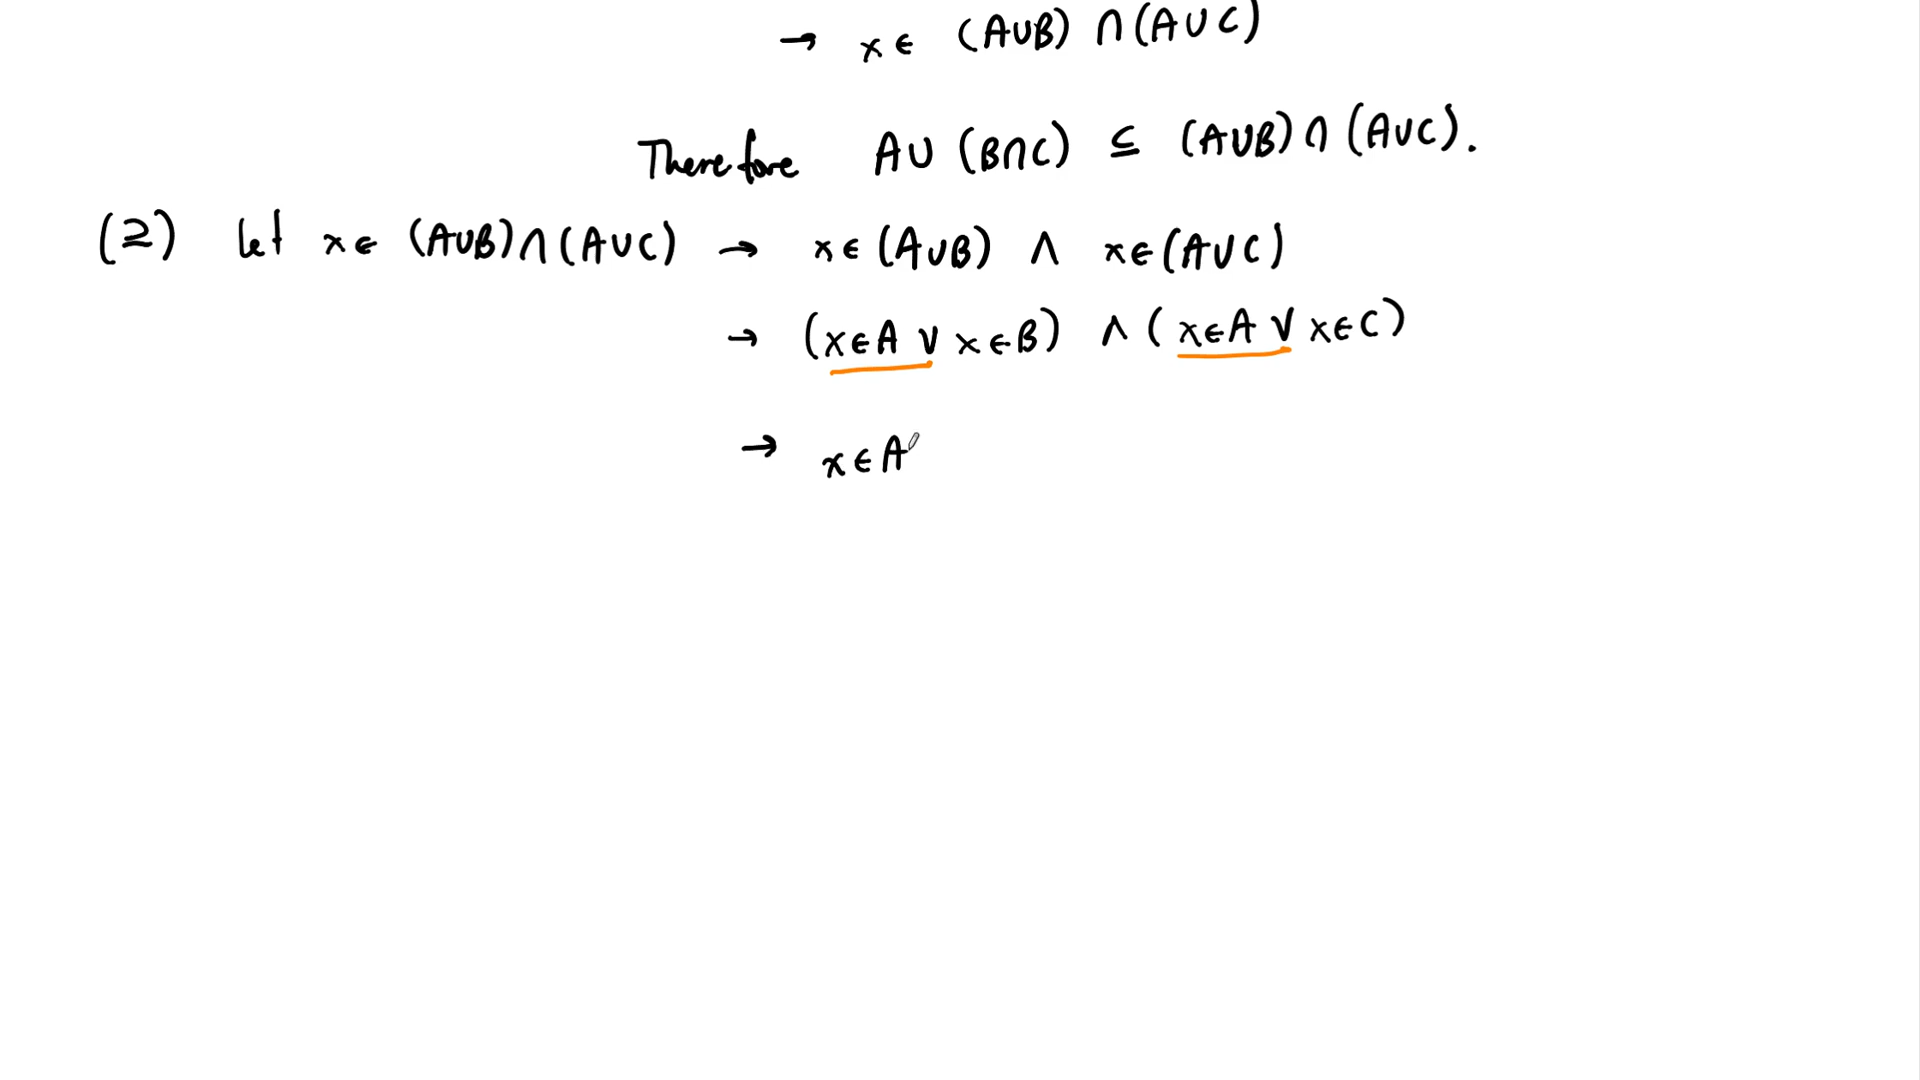 → x ∈ (A∪B) ∩ (A∪C)
Therefore A∪ (B∩C) ⊆ (A∪B) ∩ (A∪C).
(⊇) let x ∈ (A∪B) ∩ (A∪C) → x ∈ (A∪B) ∧ x ∈ (A∪C)
→ (x ∈ A ∨ x ∈ B) ∧ (x ∈ A ∨ x ∈ C)
→ x ∈ A